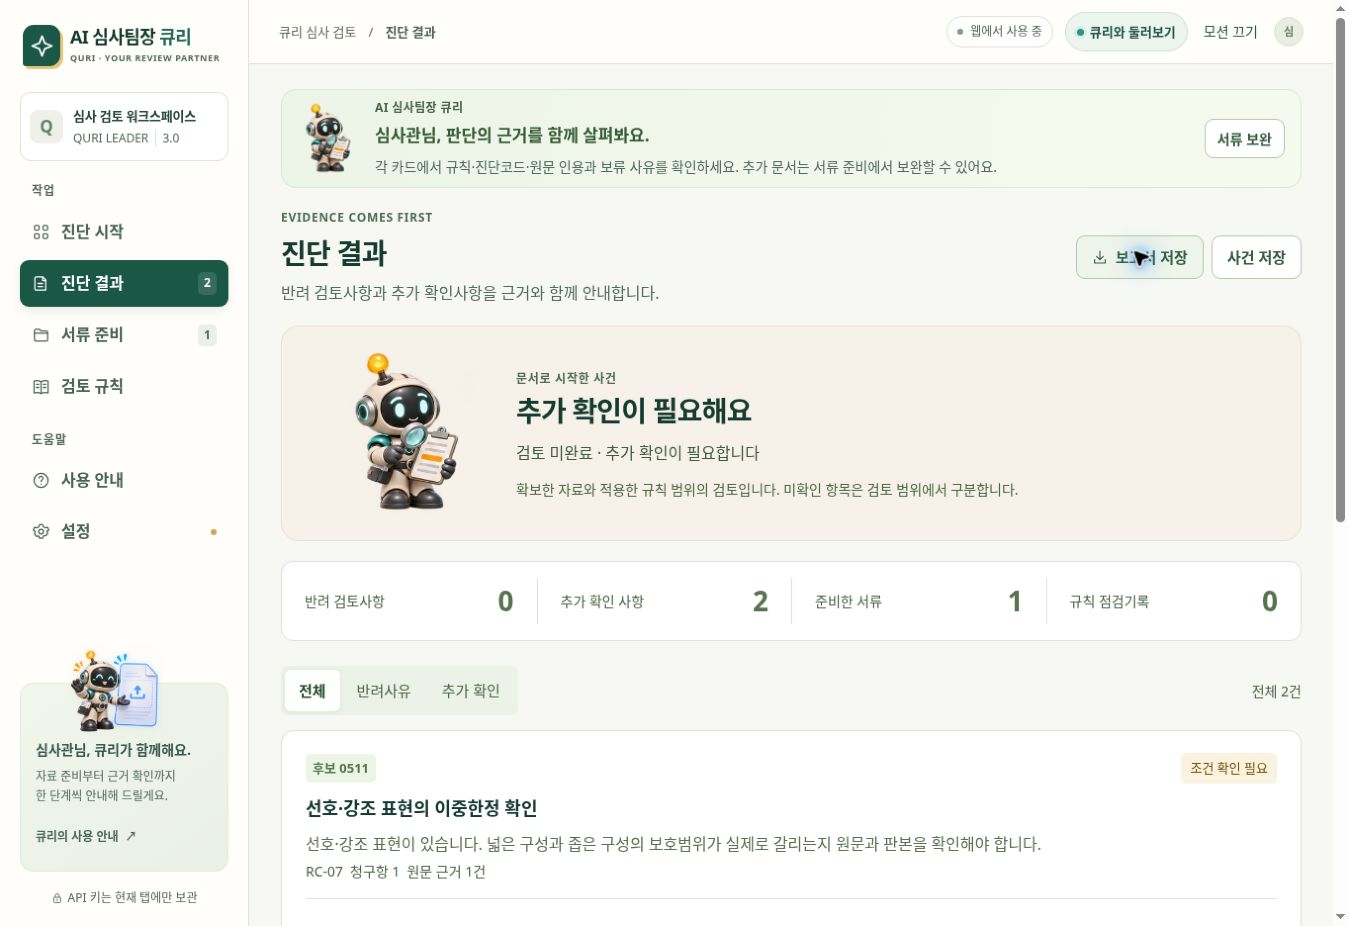 AI 심사팀장 큐리
QURI · YOUR REVIEW PARTNER
Q
심사 검토 워크스페이스
QURI LEADER 3.0
작업
진단 시작
진단 결과 2
서류 준비 1
검토 규칙
도움말
사용 안내
설정
심사관님, 큐리가 함께해요.
자료 준비부터 근거 확인까지
한 단계씩 안내해 드릴게요.
큐리의 사용 안내 ↗
API 키는 현재 탭에만 보관
큐리 심사 검토 / 진단 결과
웹에서 사용 중
큐리와 둘러보기
모션 끄기
심
AI 심사팀장 큐리
심사관님, 판단의 근거를 함께 살펴봐요.
각 카드에서 규칙·진단코드·원문 인용과 보류 사유를 확인하세요. 추가 문서는 서류 준비에서 보완할 수 있어요.
서류 보완
EVIDENCE COMES FIRST
진단 결과
반려 검토사항과 추가 확인사항을 근거와 함께 안내합니다.
저장
사건 저장
문서로 시작한 사건
추가 확인이 필요해요
검토 미완료 · 추가 확인이 필요합니다
확보한 자료와 적용한 규칙 범위의 검토입니다. 미확인 항목은 검토 범위에서 구분합니다.
반려 검토사항 0
추가 확인 사항 2
준비한 서류 1
규칙 점검기록 0
전체 반려사유 추가 확인
전체 2건
후보 0511
조건 확인 필요
선호·강조 표현의 이중한정 확인
선호·강조 표현이 있습니다. 넓은 구성과 좁은 구성의 보호범위가 실제로 갈리는지 원문과 판본을 확인해야 합니다.
RC-07 청구항 1 원문 근거 1건